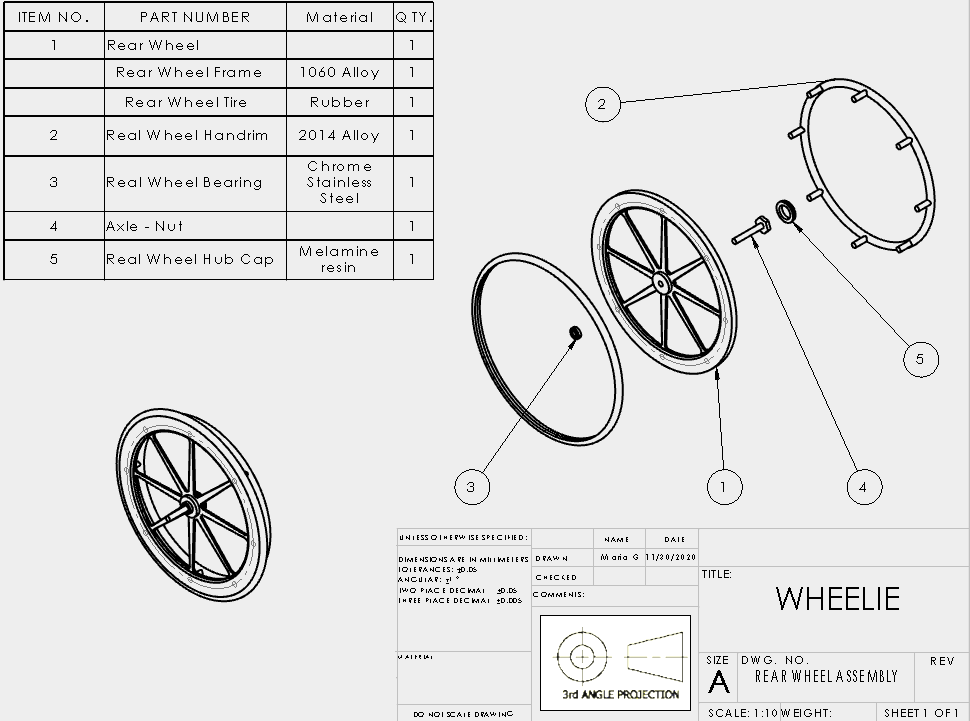 ITEM NO. PART NUMBER Material QTY.
1 Rear Wheel 1
Rear Wheel Frame 1060 Alloy 1
Rear Wheel Tire Rubber 1
2 Real Wheel Handrim 2014 Alloy 1
3 Real Wheel Bearing Chrome Stainless Steel 1
4 Axle - Nut 1
5 Real Wheel Hub Cap Melamine resin 1
2
5
3
1
4
UNLESS OTHERWISE SPECIFIED:
DIMENSIONS ARE IN MILLIMETERS
TOLERANCES: ±0.05
ANGULAR: ±1°
TWO PLACE DECIMAL ±0.05
THREE PLACE DECIMAL ±0.005
MATERIAL
DO NOT SCALE DRAWING
NAME DATE
DRAWN Maria G 11/30/2020
CHECKED
COMMENTS:
3rd ANGLE PROJECTION
TITLE:
WHEELIE
SIZE DWG. NO. REV
A REAR WHEEL ASSEMBLY
SCALE: 1:10 WEIGHT: SHEET 1 OF 1